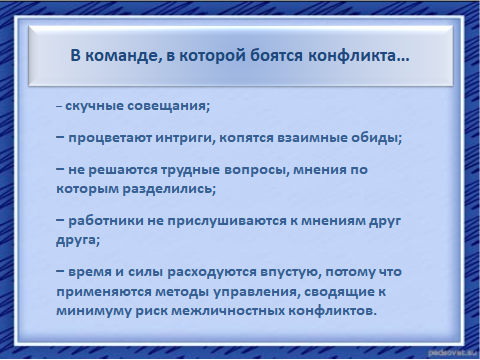 В команде, в которой боятся конфликта…
– скучные совещания;
– процветают интриги, копятся взаимные обиды;
– не решаются трудные вопросы, мнения по
которым разделились;
– работники не прислушиваются к мнениям друг
друга;
– время и силы расходуются впустую, потому что
применяются методы управления, сводящие к
минимуму риск межличностных конфликтов.
pedsovet.su